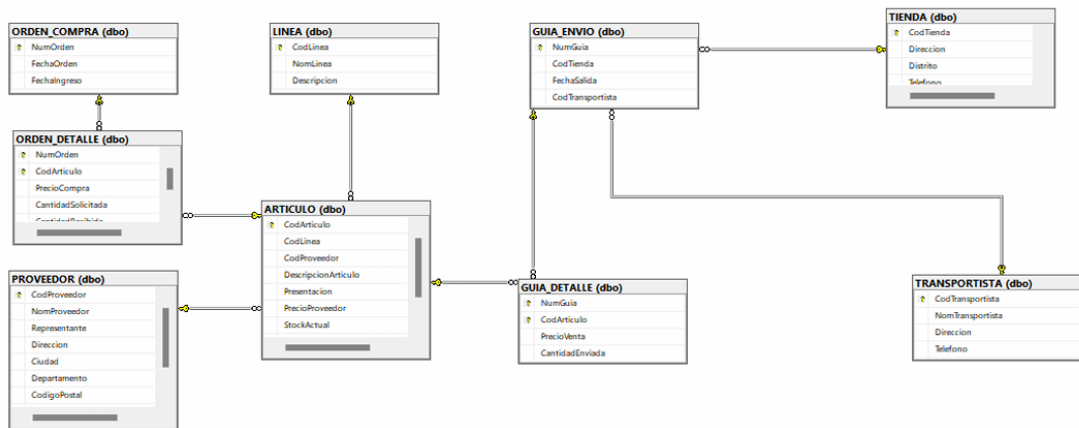 ORDEN_COMPRA (dbo)
NumOrden
FechaOrden
FechaIngreso
LINEA (dbo)
CodLinea
NomLinea
Descripcion
GUIA_ENVIO (dbo)
NumGuia
CodTienda
FechaSalida
CodTransportista
TIENDA (dbo)
CodTienda
Direccion
Distrito
Telefono
ORDEN_DETALLE (dbo)
NumOrden
CodArticulo
PrecioCompra
CantidadSolicitada
CantidadRecibida
ARTICULO (dbo)
CodArticulo
CodLinea
CodProveedor
DescripcionArticulo
Presentacion
PrecioProveedor
StockActual
PROVEEDOR (dbo)
CodProveedor
NomProveedor
Representante
Direccion
Ciudad
Departamento
CodigoPostal
GUIA_DETALLE (dbo)
NumGuia
CodArticulo
PrecioVenta
CantidadEnviada
TRANSPORTISTA (dbo)
CodTransportista
NomTransportista
Direccion
Telefono